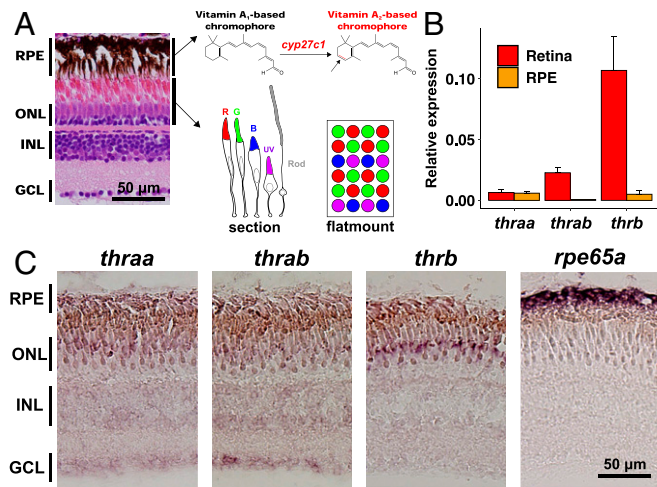 A
RPE
ONL
INL
GCL
50 µm
Vitamin A₁-based
chromophore
cyp27c1
Vitamin A₂-based
chromophore
O
O
R
G
B
UV
Rod
section
flatmount
B
Relative expression
0.10
0.05
0.00
Retina
RPE
thraa
thrab
thrb
C
thraa
thrab
thrb
rpe65a
RPE
ONL
INL
GCL
50 µm